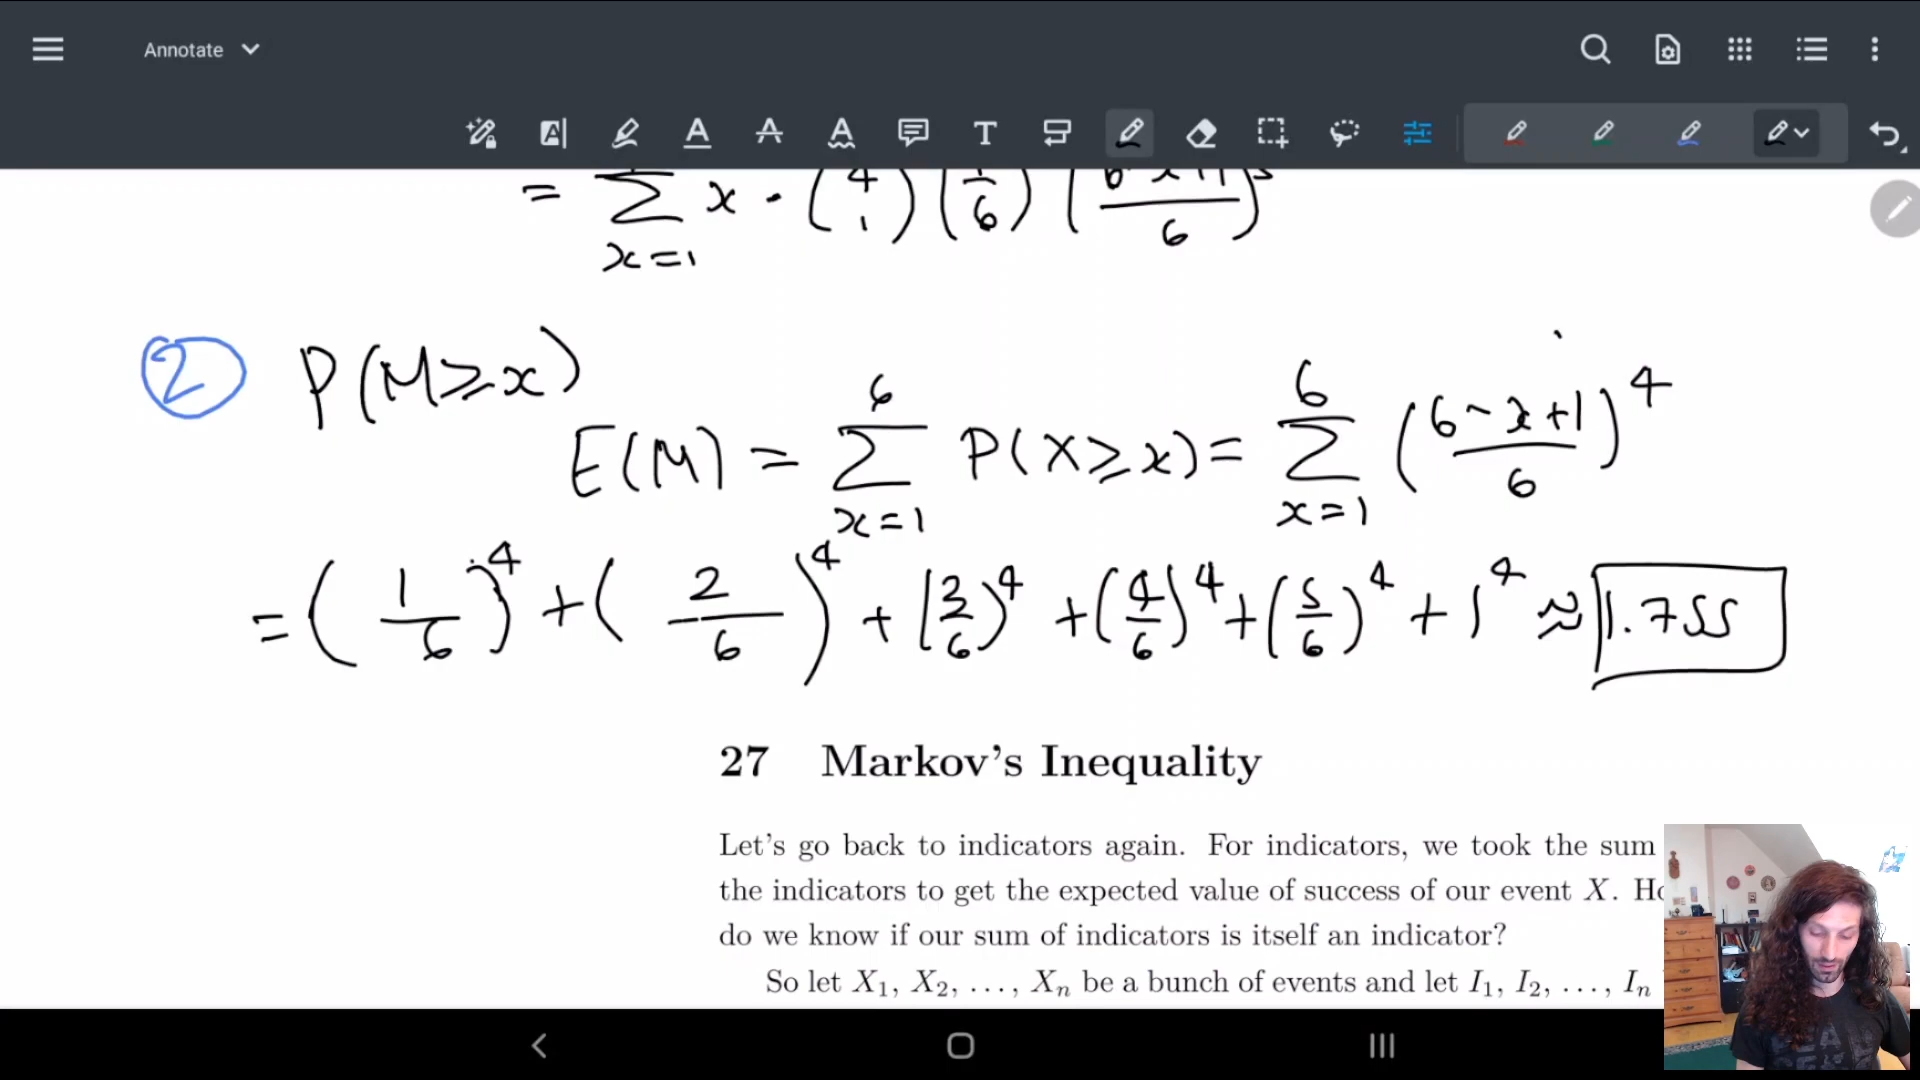 Annotate
= Σ x=1 x · (4 1) (1/6) (6-x+1/6)³
② P(M≥x)
E(M) = 6 Σ x=1 P(X≥x) = 6 Σ x=1 (6-x+1/6)⁴
= (1/6)⁴ + (2/6)⁴ + (3/6)⁴ + (4/6)⁴ + (5/6)⁴ + 1⁴ ≈ 1.755
27 Markov's Inequality
Let's go back to indicators again. For indicators, we took the sum
the indicators to get the expected value of success of our event X.
do we know if our sum of indicators is itself an indicator?
So let X₁, X₂, ..., Xₙ be a bunch of events and let I₁, I₂, ..., Iₙ